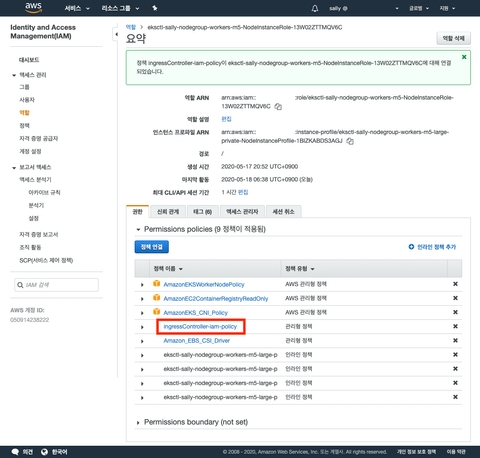 aws
서비스
리소스 그룹
sally @
글로벌
지원
Identity and Access
Management(IAM)
대시보드
액세스 관리
그룹
사용자
역할
정책
자격 증명 공급자
계정 설정
보고서 액세스
액세스 분석기
아카이브 규칙
분석기
설정
자격 증명 보고서
조직 활동
SCP(서비스 제어 정책)
IAM 검색
AWS 계정 ID:
050914238222
역할 > eksctl-sally-nodegroup-workers-m5-NodeInstanceRole-13W02ZTTMQV6C
요약
역할 삭제
정책 ingressController-iam-policy이 eksctl-sally-nodegroup-workers-m5-NodeInstanceRole-13W02ZTTMQV6C에 대해 연결
되었습니다.
역할 ARN arn:aws:iam:: :role/eksctl-sally-nodegroup-workers-m5-NodeInstanceRole-
13W02ZTTMQV6C
역할 설명 편집
인스턴스 프로파일 ARN arn:aws:iam:: :instance-profile/eksctl-sally-nodegroup-workers-m5-large-
private-NodeInstanceProfile-1BIZKABDS3AGJ
경로 /
생성 시간 2020-05-17 20:52 UTC+0900
마지막 활동 2020-05-18 06:38 UTC+0900 (오늘)
최대 CLI/API 세션 기간 1 시간 편집
권한 신뢰 관계 태그 (6) 액세스 관리자 세션 취소
Permissions policies (9 정책이 적용됨)
정책 연결
인라인 정책 추가
정책 이름 정책 유형
AmazonEKSWorkerNodePolicy AWS 관리형 정책
AmazonEC2ContainerRegistryReadOnly AWS 관리형 정책
AmazonEKS_CNI_Policy AWS 관리형 정책
ingressController-iam-policy 관리형 정책
Amazon_EBS_CSI_Driver 관리형 정책
eksctl-sally-nodegroup-workers-m5-large-p 인라인 정책
eksctl-sally-nodegroup-workers-m5-large-p 인라인 정책
eksctl-sally-nodegroup-workers-m5-large-p 인라인 정책
eksctl-sally-nodegroup-workers-m5-large-p 인라인 정책
Permissions boundary (not set)
의견
한국어
© 2008 - 2020, Amazon Web Services, Inc. 또는 계열사. All rights reserved.
개인 정보 보호 정책
이용 약관